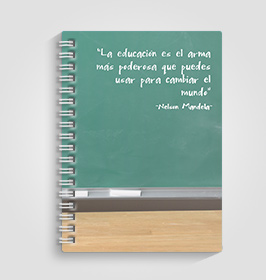 "La educación es el arma
más poderosa que puedes
usar para cambiar el
mundo"
-Nelson Mandela-